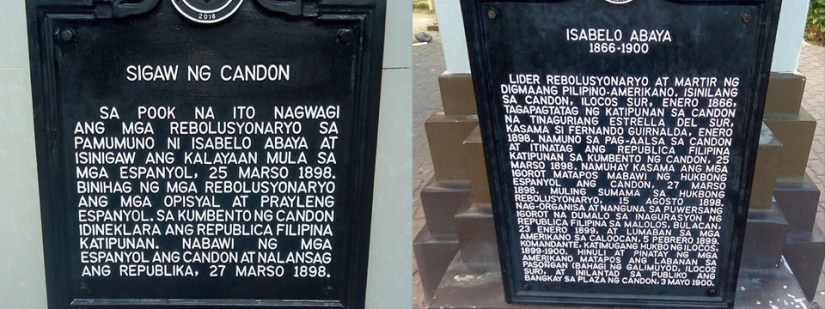 2016
SIGAW NG CANDON
SA POOK NA ITO NAGWAGI
ANG MGA REBOLUSYONARYO SA
PAMUMUNO NI ISABELO ABAYA AT
ISINIGAW ANG KALAYAAN MULA SA
MGA ESPANYOL, 25 MARSO 1898.
BINIHAG NG MGA REBOLUSYONARYO
ANG MGA OPISYAL AT PRAYLENG
ESPANYOL. SA KUMBENTO NG CANDON
IDINEKLARA ANG REPUBLICA FILIPINA
KATIPUNAN. NABAWI NG MGA
ESPANYOL ANG CANDON AT NALANSAG
ANG REPUBLIKA, 27 MARSO 1898.
ISABELO ABAYA
1866-1900
LIDER REBOLUSYONARYO AT MARTIR NG
DIGMAANG PILIPINO-AMERIKANO. ISINILANG
SA CANDON, ILOCOS SUR, ENERO 1866.
TAGAPAGTATAG NG KATIPUNAN SA CANDON
NA TINAGURIANG ESTRELLA DEL SUR,
KASAMA SI FERNANDO GUIRNALDA, ENERO
1898. NAMUNO SA PAG-AALSA SA CANDON
AT ITINATAG ANG REPUBLICA FILIPINA
KATIPUNAN SA KUMBENTO NG CANDON, 25
MARSO 1898. NAMUHAY KASAMA ANG MGA
IGOROT MATAPOS MABAWI NG HUKBONG
ESPANYOL ANG CANDON, 27 MARSO
1898. MULING SUMAMA SA HUKBONG
REBOLUSYONARYO, 15 AGOSTO 1898.
NAG-ORGANISA AT NANGUNA SA PUWERSANG
IGOROT NA DUMALO SA INAGURASYON NG
REPUBLICA FILIPINA SA MALOLOS, BULACAN,
23 ENERO 1899, AT LUMABAN SA MGA
AMERIKANO SA CALOOCAN, 5 PEBRERO 1899.
KOMANDANTE, KATIMUGANG HUKBO NG ILOCOS,
1899-1900. HINULI AT PINATAY NG MGA
AMERIKANO MATAPOS ANG LABANAN SA
PASONGAN (BAHAGI NG GALIMUYOD, ILOCOS
SUR), AT INILANTAD SA PUBLIKO ANG
BANGKAY SA PLAZA NG CANDON, 3 MAYO 1900.